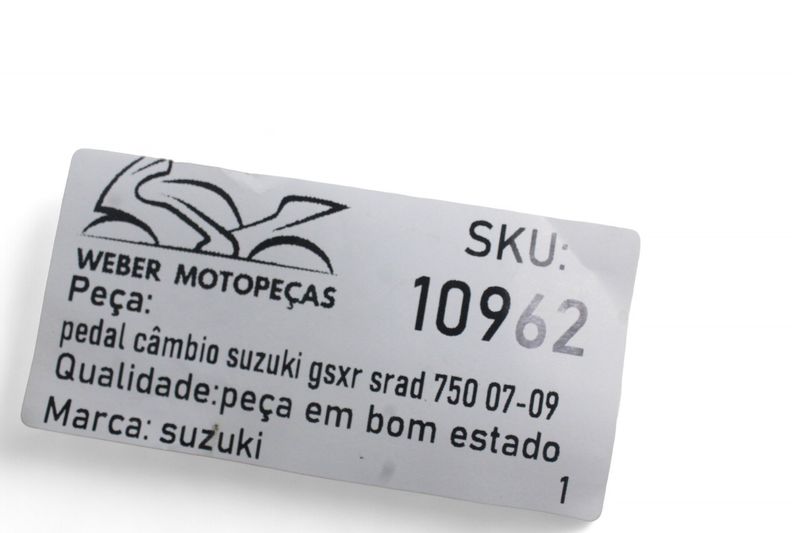 WEBER MOTOPEÇAS
SKU:
10962
Peça:
pedal câmbio suzuki gsxr srad 750 07-09
Qualidade:peça em bom estado
Marca: suzuki
1